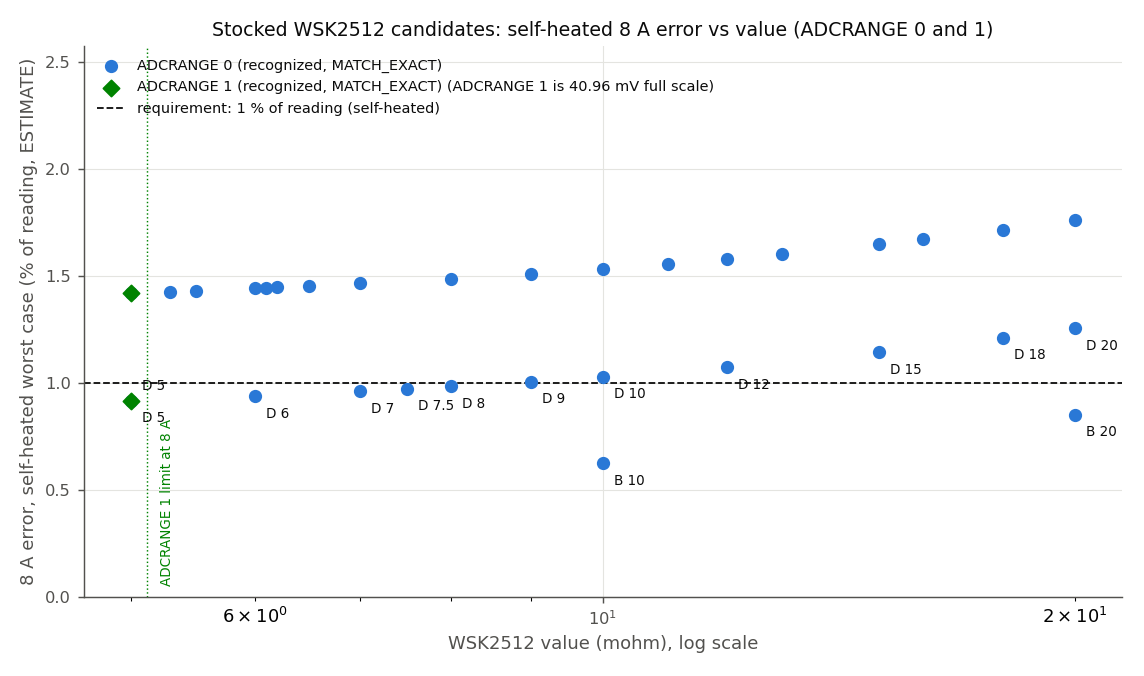 Stocked WSK2512 candidates: self-heated 8 A error vs value (ADCRANGE 0 and 1)
ADCRANGE 0 (recognized, MATCH_EXACT)
ADCRANGE 1 (recognized, MATCH_EXACT) (ADCRANGE 1 is 40.96 mV full scale)
requirement: 1 % of reading (self-heated)
8 A error, self-heated worst case (% of reading, ESTIMATE)
2.5
2.0
1.5
1.0
0.5
0.0
D 5
D 5
D 6
D 7
D 7.5
D 8
D 9
D 10
D 12
D 15
D 18
D 20
B 10
B 20
ADCRANGE 1 limit at 8 A
6 × 10⁰
10¹
2 × 10¹
WSK2512 value (mohm), log scale